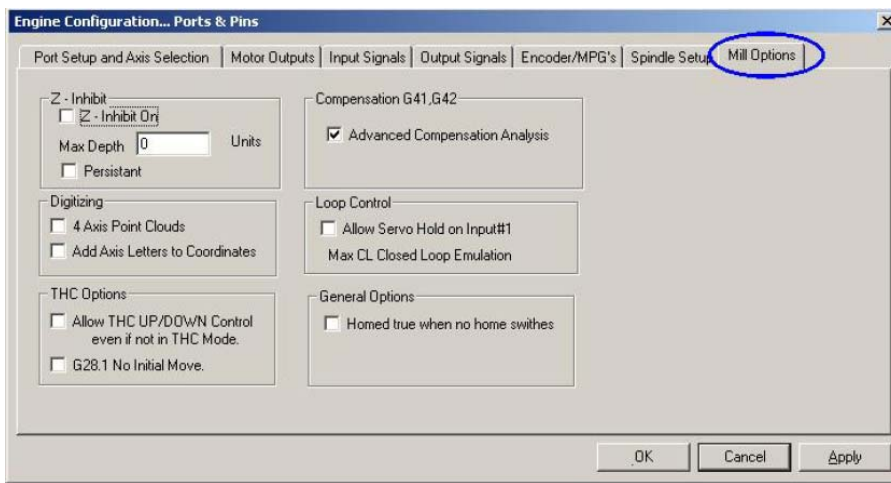 Engine Configuration... Ports & Pins
Port Setup and Axis Selection
Motor Outputs
Input Signals
Output Signals
Encoder/MPG's
Spindle Setup
Mill Options
Z - Inhibit
Z - Inhibit On
Max Depth 0 Units
Persistant
Compensation G41,G42
Advanced Compensation Analysis
Digitizing
4 Axis Point Clouds
Add Axis Letters to Coordinates
Loop Control
Allow Servo Hold on Input#1
Max CL Closed Loop Emulation
THC Options
Allow THC UP/DOWN Control
even if not in THC Mode.
G28.1 No Initial Move.
General Options
Homed true when no home swithes
OK
Cancel
Apply